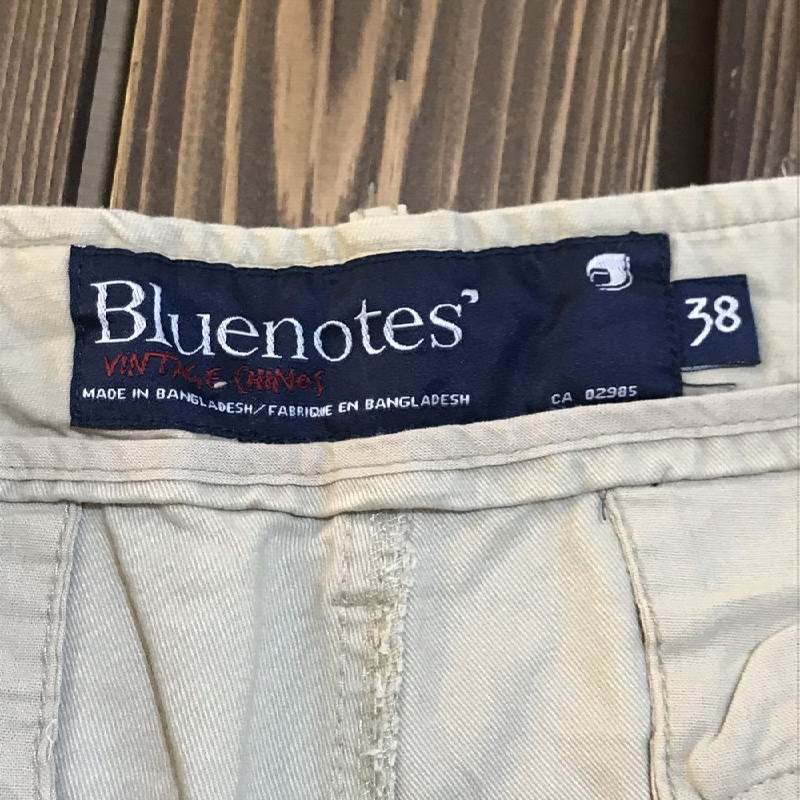 Bluenotes’
38
VINTAGE CHINOS
MADE IN BANGLADESH/FABRIQUE EN BANGLADESH
CA 02985